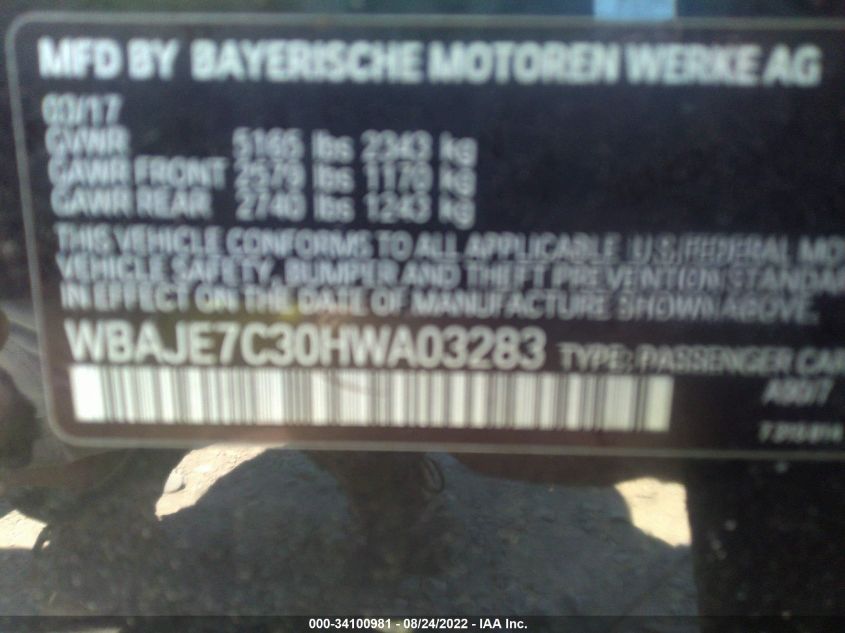 MFD BY BAYERISCHE MOTOREN WERKE AG
03/17
GVWR 5165 lbs 2343 kg
GAWR FRONT 2579 lbs 1170 kg
GAWR REAR 2740 lbs 1243 kg
THIS VEHICLE CONFORMS TO ALL APPLICABLE U.S. FEDERAL MO
VEHICLE SAFETY, BUMPER AND THEFT PREVENTION STANDAR
IN EFFECT ON THE DATE OF MANUFACTURE SHOWN ABOVE.
WBAJE7C30HWA03283 TYPE: PASSENGER CAR
000-34100981 - 08/24/2022 - IAA Inc.